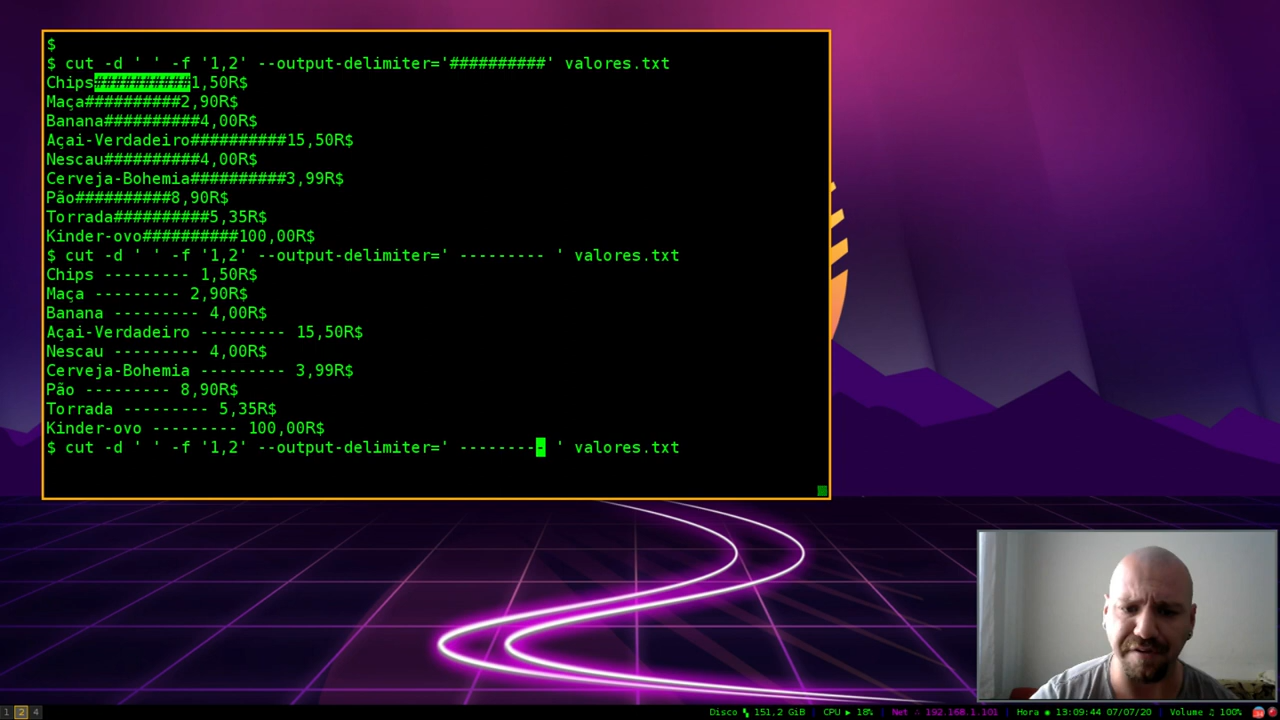 $
$ cut -d ' ' -f '1,2' --output-delimiter='##########' valores.txt
Chips##########1,50R$
Maça##########2,90R$
Banana##########4,00R$
Açai-Verdadeiro##########15,50R$
Nescau##########4,00R$
Cerveja-Bohemia##########3,99R$
Pão##########8,90R$
Torrada##########5,35R$
Kinder-ovo##########100,00R$
$ cut -d ' ' -f '1,2' --output-delimiter=' --------- ' valores.txt
Chips --------- 1,50R$
Maça --------- 2,90R$
Banana --------- 4,00R$
Açai-Verdadeiro --------- 15,50R$
Nescau --------- 4,00R$
Cerveja-Bohemia --------- 3,99R$
Pão --------- 8,90R$
Torrada --------- 5,35R$
Kinder-ovo --------- 100,00R$
$ cut -d ' ' -f '1,2' --output-delimiter=' --------- ' valores.txt
1 2 4 Disco 151,2 GiB CPU ▶ 18% Net 192.168.1.101 Hora 13:09:44 07/07/20 Volume ♫ 100%